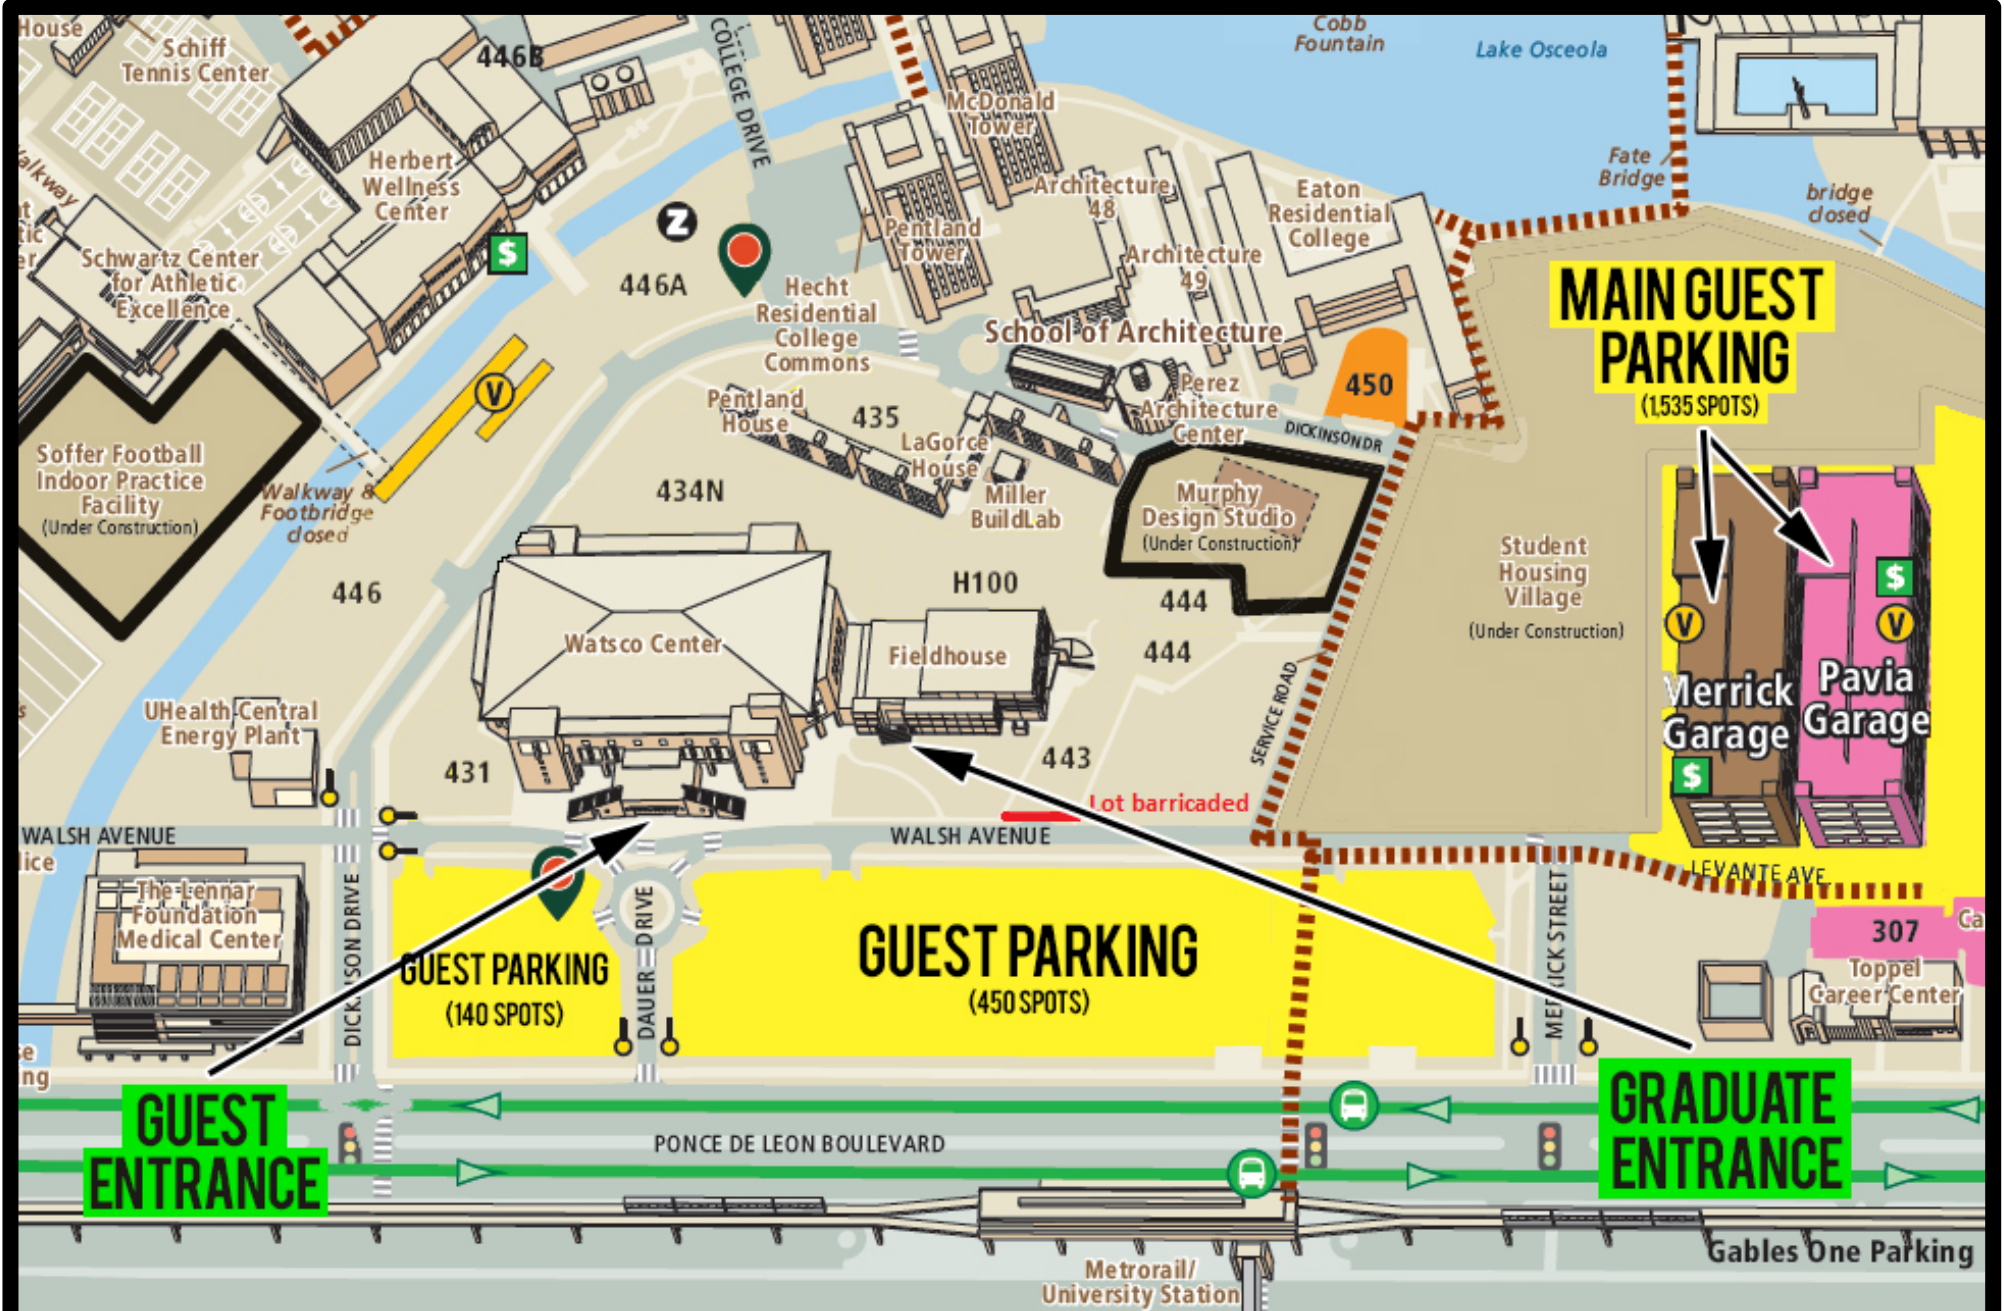 House
Schiff
Tennis Center
446B
COLLEGE DRIVE
Cobb
Fountain
Lake Osceola
McDonald
Tower
Herbert
Wellness
Center
$
Z
446A
Pentland
Tower
Architecture
48
Architecture
49
Eaton
Residential
College
Fate
Bridge
bridge
closed
Schwartz Center
for Athletic
Excellence
Hecht
Residential
College
Commons
School of Architecture
MAIN GUEST
PARKING
(1,535 SPOTS)
V
Pentland
House
435
LaGorce
House
Perez
Architecture
Center
450
DICKINSON DR
Soffer Football
Indoor Practice
Facility
(Under Construction)
Walkway &
Footbridge
closed
434N
Miller
BuildLab
Murphy
Design Studio
(Under Construction)
Student
Housing
Village
(Under Construction)
446
H100
444
444
$
V
V
Watsco Center
Fieldhouse
SERVICE ROAD
Merrick
Garage
Pavia
Garage
$
UHealth Central
Energy Plant
431
443
Lot barricaded
WALSH AVENUE
WALSH AVENUE
LEVANTE AVE
The Lennar
Foundation
Medical Center
DICKINSON DRIVE
GUEST PARKING
(140 SPOTS)
DAUER DRIVE
GUEST PARKING
(450 SPOTS)
MERRICK STREET
307
Toppel
Career Center
GUEST
ENTRANCE
PONCE DE LEON BOULEVARD
GRADUATE
ENTRANCE
Gables One Parking
Metrorail/
University Station